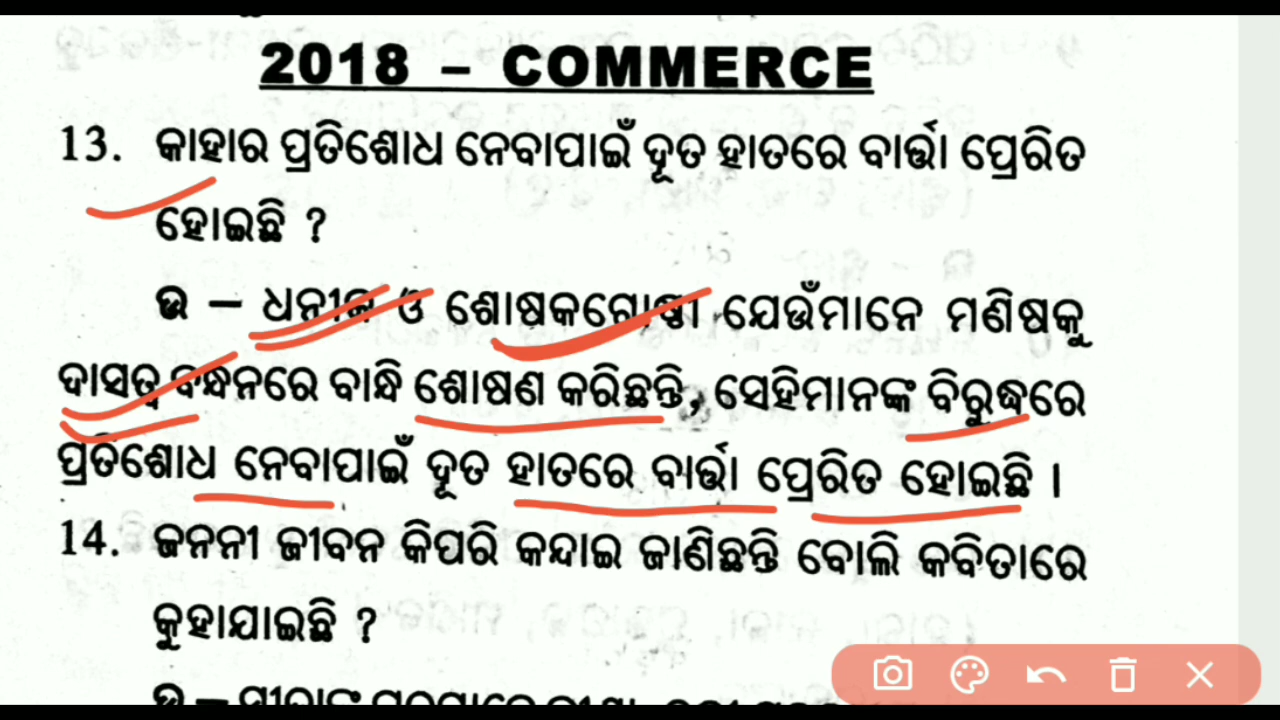 2018 – COMMERCE
13. କାହାର ପ୍ରତିଶୋଧ ନେବାପାଇଁ ଦୂତ ହାତରେ ବାର୍ତ୍ତା ପ୍ରେରିତ
ହୋଇଛି ?
ଉ – ଧନୀକ ଓ ଶୋଷକଗୋଷ୍ଠୀ ଯେଉଁମାନେ ମଣିଷକୁ
ଦାସତ୍ଵ ବନ୍ଧନରେ ବାନ୍ଧି ଶୋଷଣ କରିଛନ୍ତି, ସେହିମାନଙ୍କ ବିରୁଦ୍ଧରେ
ପ୍ରତିଶୋଧ ନେବାପାଇଁ ଦୂତ ହାତରେ ବାର୍ତ୍ତା ପ୍ରେରିତ ହୋଇଛି ।
14. ଜନନୀ ଜୀବନ କିପରି କନ୍ଦାଇ ଜାଣିଛନ୍ତି ବୋଲି କବିତାରେ
କୁହାଯାଇଛି ?
ଉ –